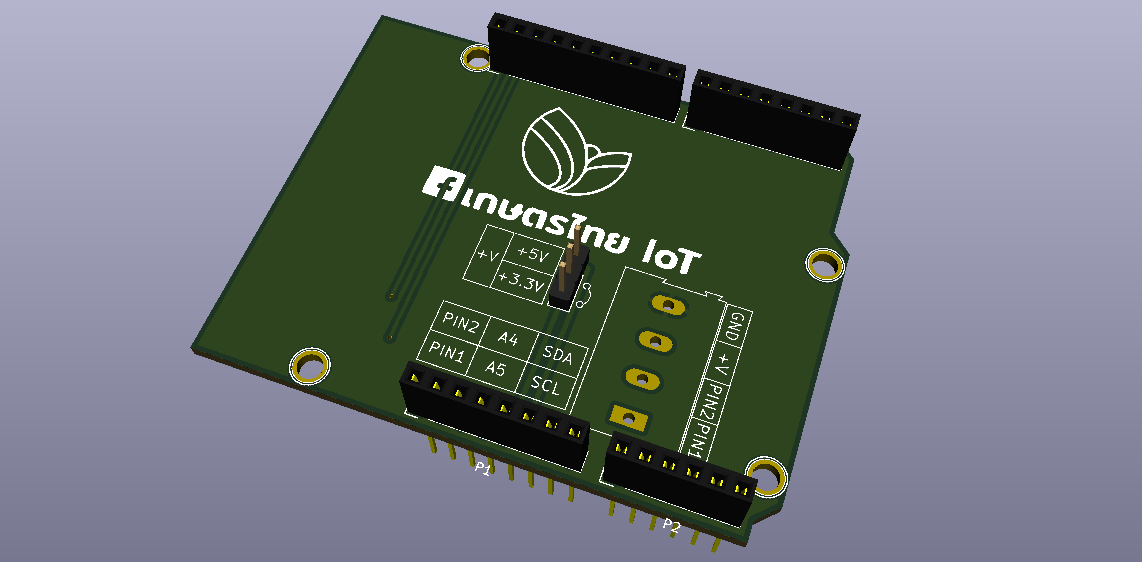 f เกษตรไทย IoT
+V
+5V
+3.3V
PIN2 A4 SDA
PIN1 A5 SCL
GND
+V
PIN2
PIN1
P1
P2